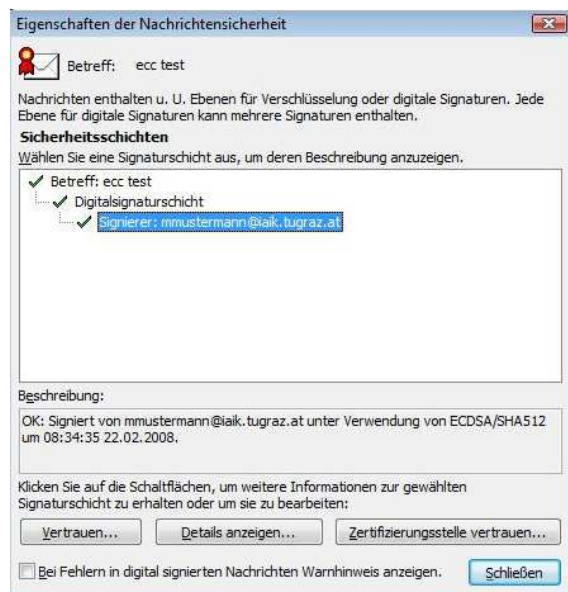 Eigenschaften der Nachrichtensicherheit
Betreff: ecc test
Nachrichten enthalten u. U. Ebenen für Verschlüsselung oder digitale Signaturen. Jede
Ebene für digitale Signaturen kann mehrere Signaturen enthalten.
Sicherheitsschichten
Wählen Sie eine Signaturschicht aus, um deren Beschreibung anzuzeigen.
Betreff: ecc test
Digitalsignaturschicht
Signierer: mmustermann@iaik.tugraz.at
Beschreibung:
OK: Signiert von mmustermann@iaik.tugraz.at unter Verwendung von ECDSA/SHA512
um 08:34:35 22.02.2008.
Klicken Sie auf die Schaltflächen, um weitere Informationen zur gewählten
Signaturschicht zu erhalten oder um sie zu bearbeiten:
Vertrauen... Details anzeigen... Zertifizierungsstelle vertrauen...
Bei Fehlern in digital signierten Nachrichten Warnhinweis anzeigen. Schließen